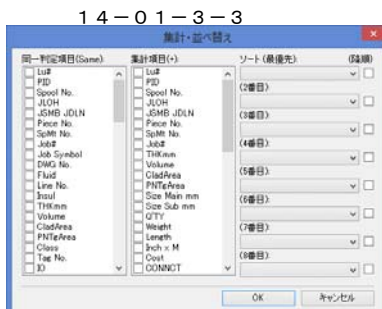 14-01-3-3
集計・並べ替え
同一判定項目(Same):
Lu#
PID
Spool No.
JLOH
JSMB JDLN
Piece No.
SpMt No.
Job#
Job Symbol
DWG No.
Fluid
Line No.
Insul
THKmm
Volume
CladArea
PNTgArea
Class
Tag No.
IO
集計項目(+):
Lu#
PID
Spool No.
JLOH
JSMB JDLN
Piece No.
SpMt No.
Job#
THKmm
Volume
CladArea
PNTgArea
Size Main mm
Size Sub mm
Q'TY
Weight
Length
Inch x M
Cost
CONNCT
ソート(最優先): (降順)
(2番目):
(3番目):
(4番目):
(5番目):
(6番目):
(7番目):
(8番目):
OK
キャンセル